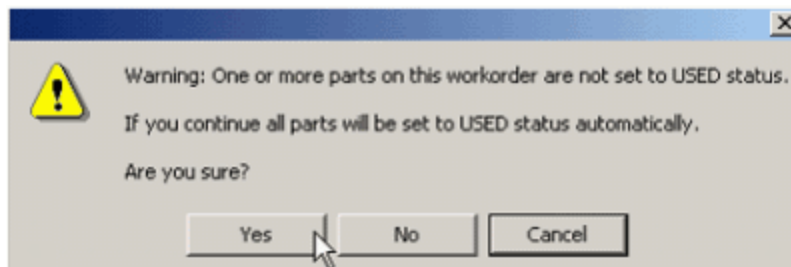 Warning: One or more parts on this workorder are not set to USED status.
If you continue all parts will be set to USED status automatically.
Are you sure?
Yes No Cancel